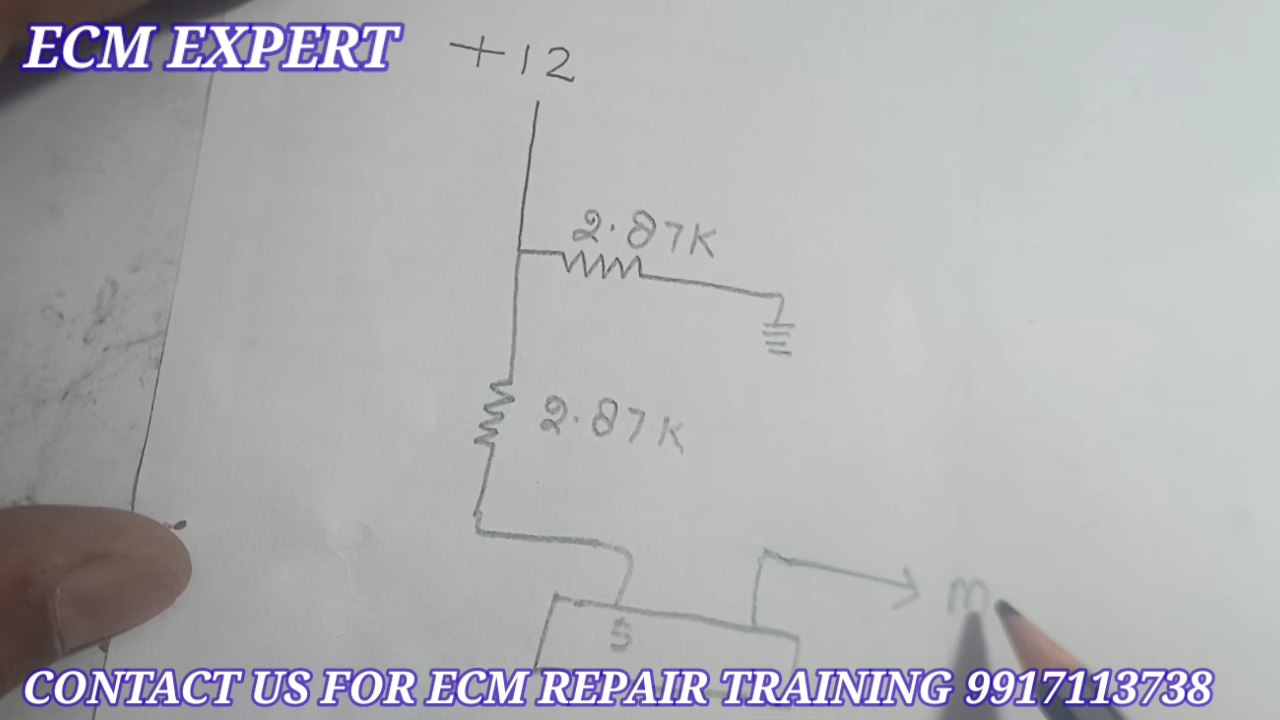 ECM EXPERT
+12
2.87K
2.87K
5
m
CONTACT US FOR ECM REPAIR TRAINING 9917113738